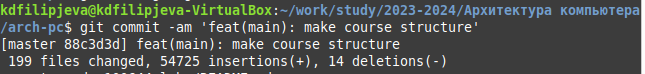 kdfilipjeva@kdfilipjeva-VirtualBox:~/work/study/2023-2024/Архитектура компьютера
/arch-pc$ git commit -am 'feat(main): make course structure'
[master 88c3d3d] feat(main): make course structure
 199 files changed, 54725 insertions(+), 14 deletions(-)